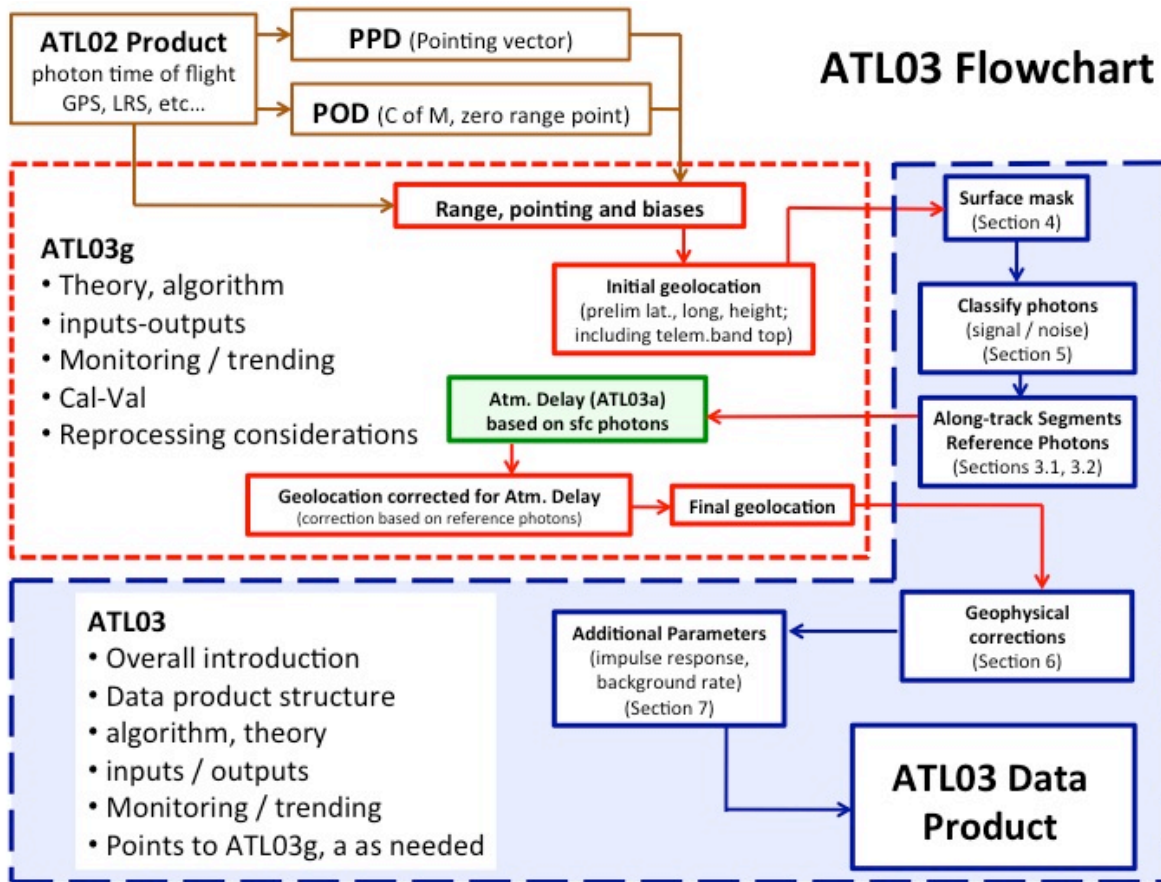 ATL03 Flowchart
ATL02 Product
photon time of flight
GPS, LRS, etc...
PPD (Pointing vector)
POD (C of M, zero range point)
Range, pointing and biases
ATL03g
• Theory, algorithm
• inputs-outputs
• Monitoring / trending
• Cal-Val
• Reprocessing considerations
Initial geolocation
(prelim lat., long, height;
including telem.band top)
Surface mask
(Section 4)
Classify photons
(signal / noise)
(Section 5)
Along-track Segments
Reference Photons
(Sections 3.1, 3.2)
Atm. Delay (ATL03a)
based on sfc photons
Geolocation corrected for Atm. Delay
(correction based on reference photons)
Final geolocation
Geophysical
corrections
(Section 6)
Additional Parameters
(impulse response,
background rate)
(Section 7)
ATL03 Data
Product
ATL03
• Overall introduction
• Data product structure
• algorithm, theory
• inputs / outputs
• Monitoring / trending
• Points to ATL03g, a as needed